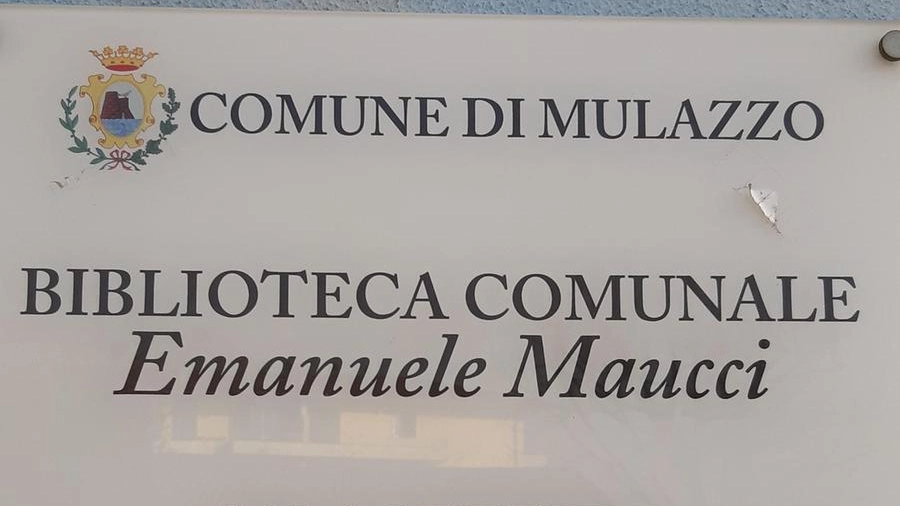 COMUNE DI MULAZZO
BIBLIOTECA COMUNALE
Emanuele Maucci